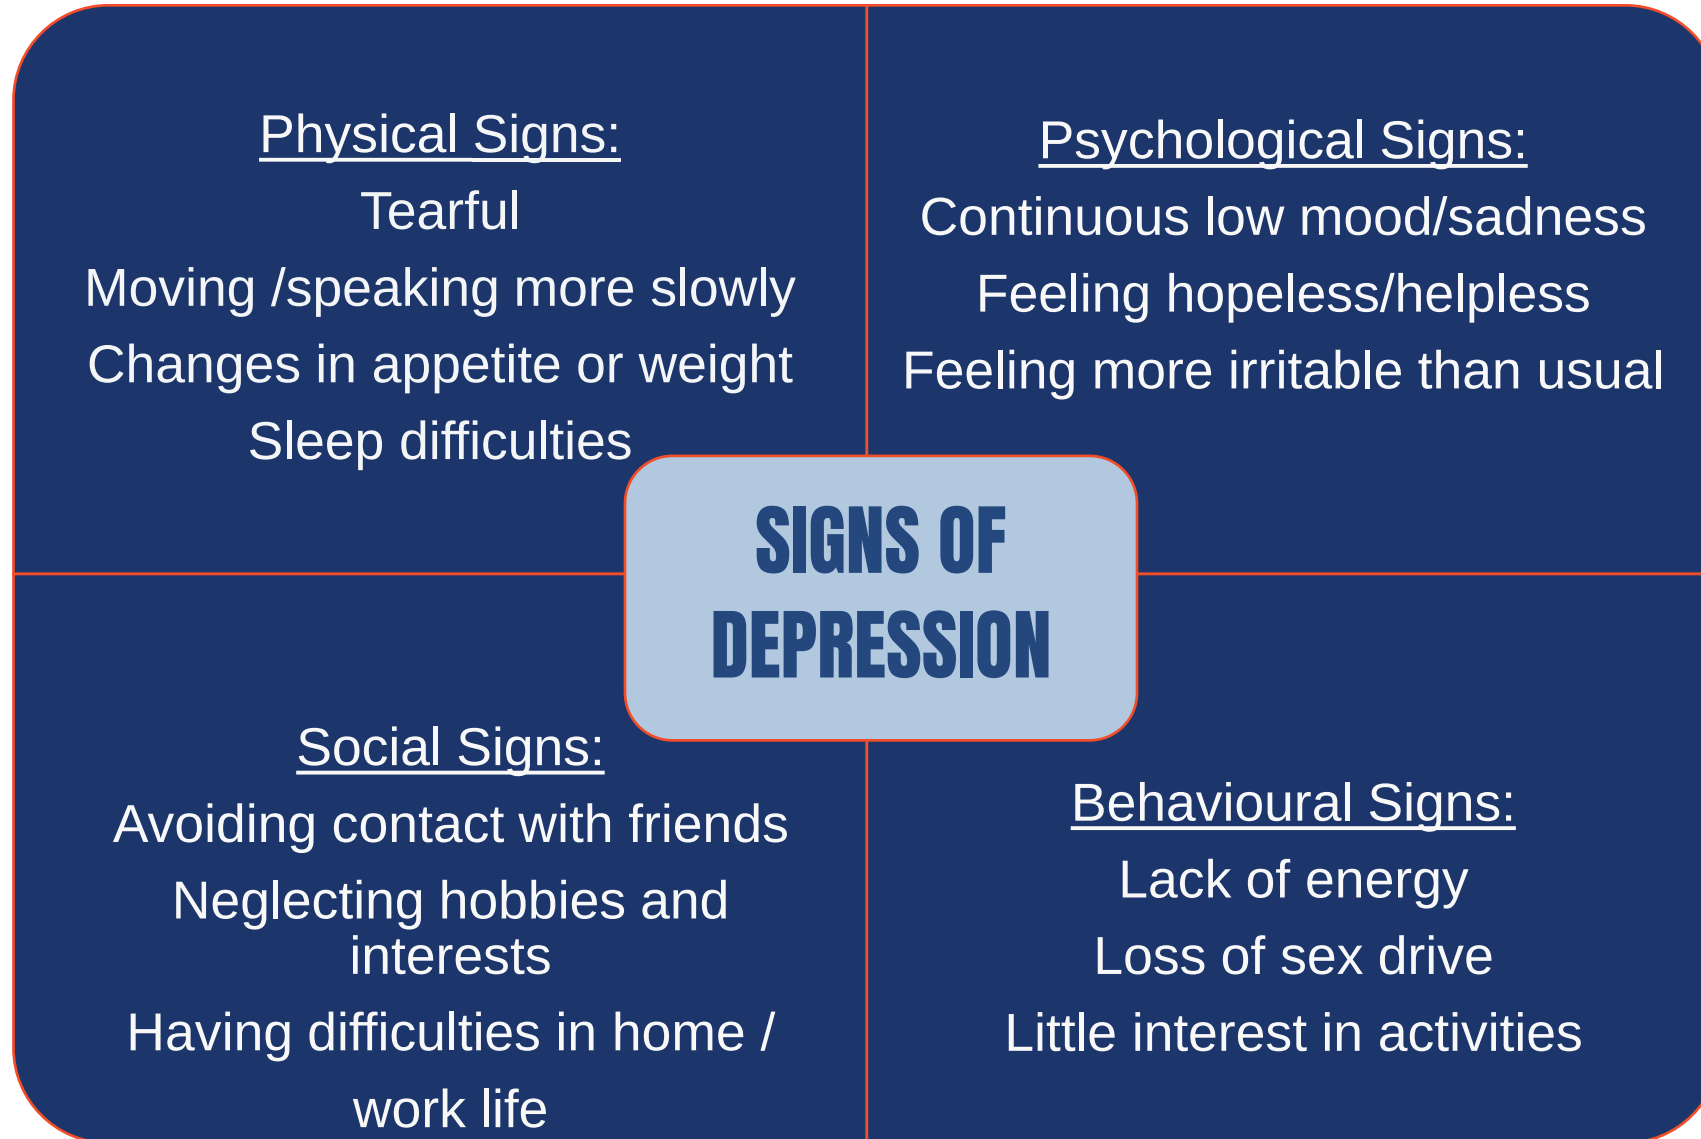 Physical Signs:
Tearful
Moving /speaking more slowly
Changes in appetite or weight
Sleep difficulties
Psychological Signs:
Continuous low mood/sadness
Feeling hopeless/helpless
Feeling more irritable than usual
SIGNS OF
DEPRESSION
Social Signs:
Avoiding contact with friends
Neglecting hobbies and
interests
Having difficulties in home /
work life
Behavioural Signs:
Lack of energy
Loss of sex drive
Little interest in activities